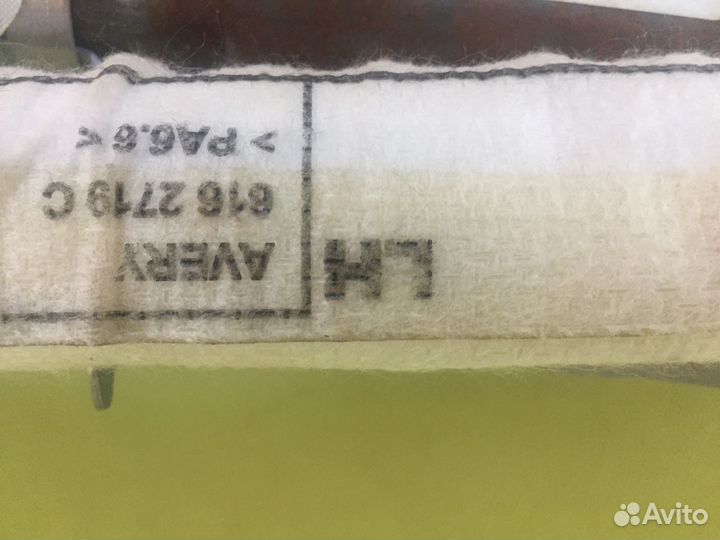 LH
AVERY
616 2719 C
> PA6.6 <
Avito